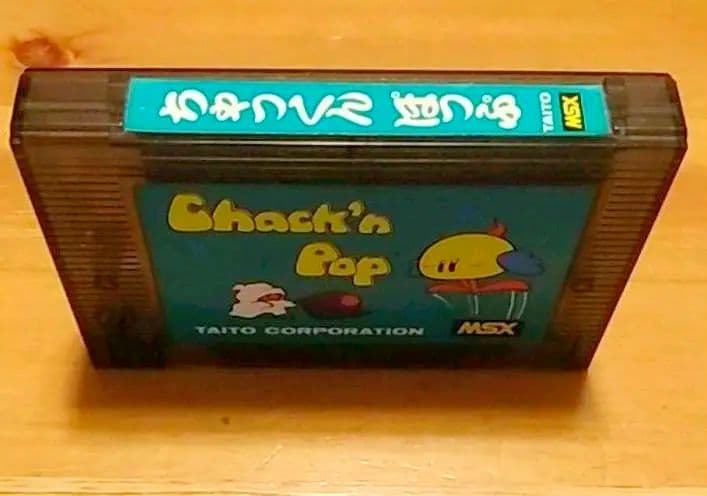 ちゃっくん ぽっぷ
TAITO
MSX
Chack'n
Pop
TAITO CORPORATION
MSX